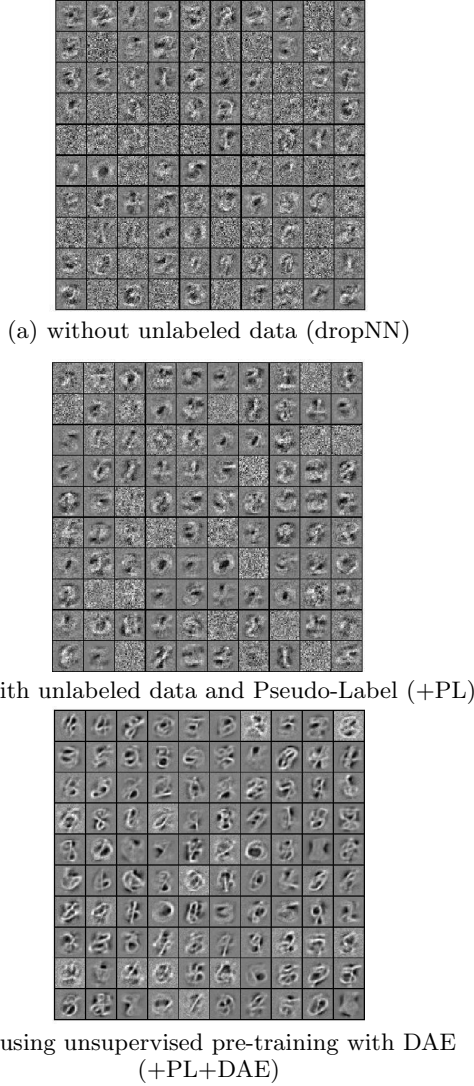 (a) without unlabeled data (dropNN)
ith unlabeled data and Pseudo-Label (+PL)
using unsupervised pre-training with DAE
(+PL+DAE)